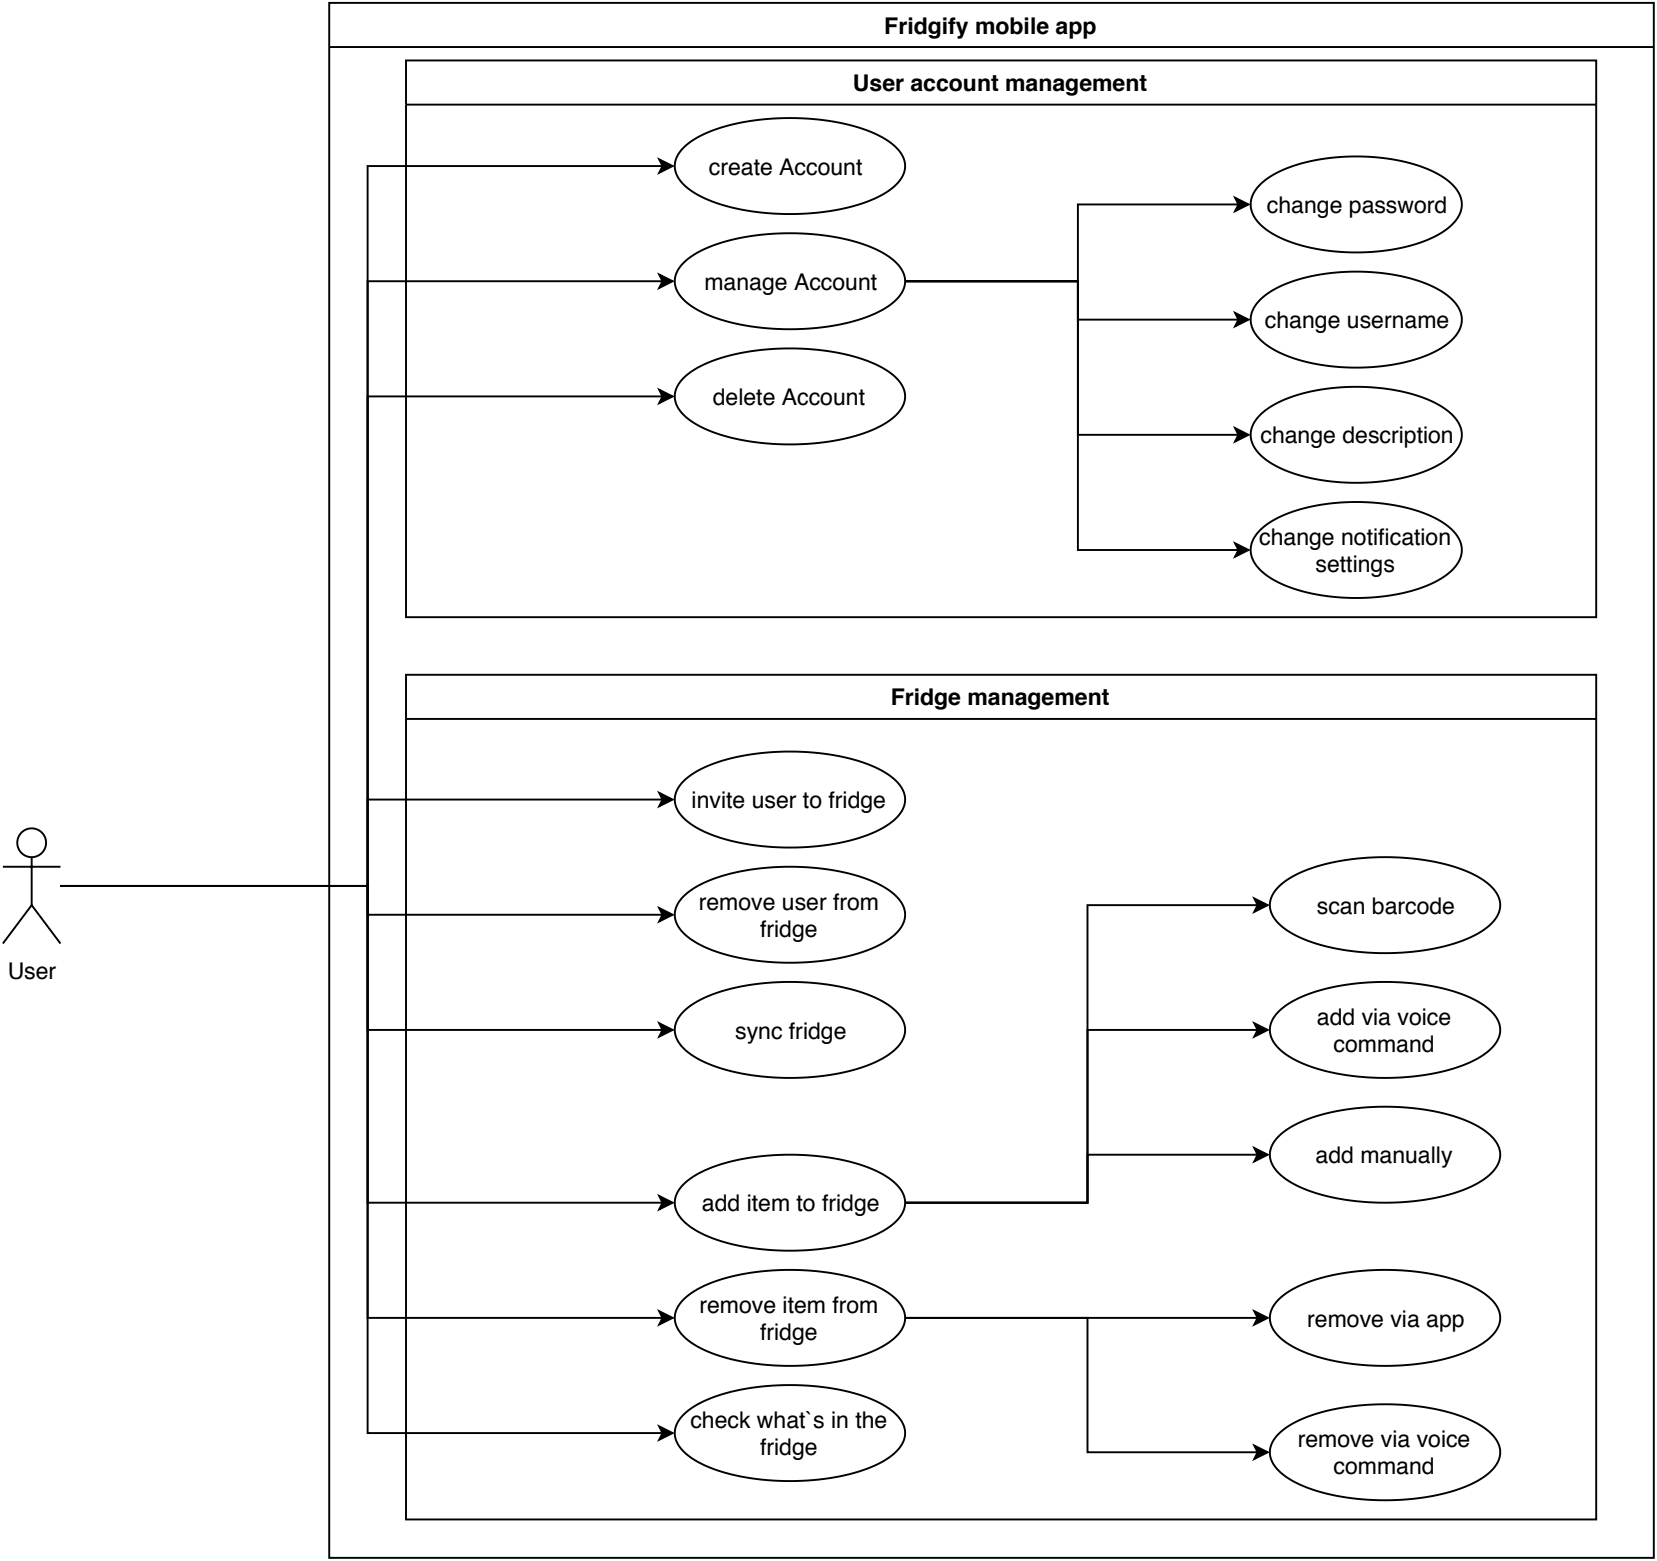 Fridgify mobile app
User account management
create Account
change password
manage Account
change username
delete Account
change description
change notification
settings
Fridge management
invite user to fridge
remove user from
fridge
scan barcode
User
sync fridge
add via voice
command
add manually
add item to fridge
remove item from
fridge
remove via app
check what`s in the
fridge
remove via voice
command